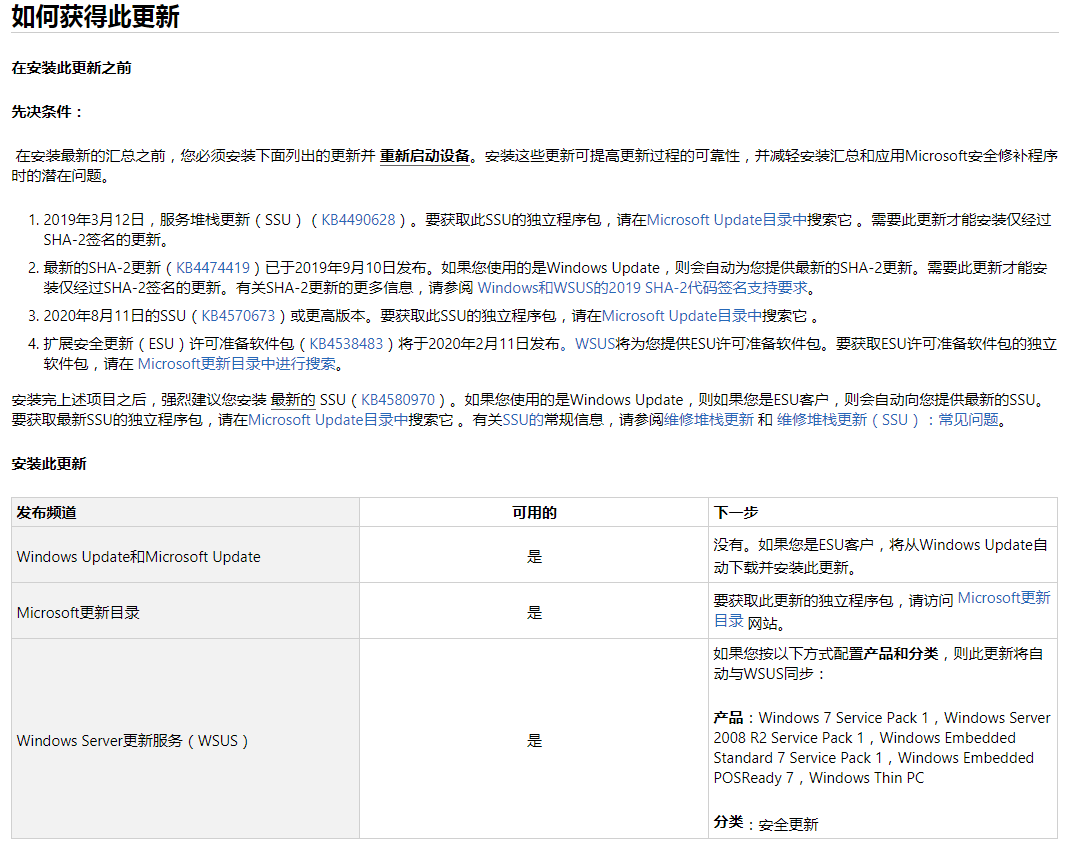 如何获得此更新
在安装此更新之前
先决条件：
在安装最新的汇总之前，您必须安装下面列出的更新并 重新启动设备。安装这些更新可提高更新过程的可靠性，并减轻安装汇总和应用Microsoft安全修补程序
时的潜在问题。
1. 2019年3月12日，服务堆栈更新（SSU）（KB4490628）。要获取此SSU的独立程序包，请在Microsoft Update目录中搜索它 。需要此更新才能安装仅经过
SHA-2签名的更新。
2. 最新的SHA-2更新（KB4474419）已于2019年9月10日发布。如果您使用的是Windows Update，则会自动为您提供最新的SHA-2更新。需要此更新才能安
装仅经过SHA-2签名的更新。有关SHA-2更新的更多信息，请参阅 Windows和WSUS的2019 SHA-2代码签名支持要求。
3. 2020年8月11日的SSU（KB4570673）或更高版本。要获取此SSU的独立程序包，请在Microsoft Update目录中搜索它 。
4. 扩展安全更新（ESU）许可准备软件包（KB4538483）将于2020年2月11日发布。WSUS将为您提供ESU许可准备软件包。要获取ESU许可准备软件包的独立
软件包，请在 Microsoft更新目录中进行搜索。
安装完上述项目之后，强烈建议您安装 最新的 SSU（KB4580970）。如果您使用的是Windows Update，则如果您是ESU客户，则会自动向您提供最新的SSU。
要获取最新SSU的独立程序包，请在Microsoft Update目录中搜索它 。有关SSU的常规信息，请参阅维修堆栈更新 和 维修堆栈更新（SSU）：常见问题。
安装此更新
发布频道 可用的 下一步
Windows Update和Microsoft Update 是 没有。如果您是ESU客户，将从Windows Update自
动下载并安装此更新。
Microsoft更新目录 是 要获取此更新的独立程序包，请访问 Microsoft更新
目录 网站。
Windows Server更新服务（WSUS） 是 如果您按以下方式配置产品和分类，则此更新将自
动与WSUS同步：
产品：Windows 7 Service Pack 1，Windows Server
2008 R2 Service Pack 1，Windows Embedded
Standard 7 Service Pack 1，Windows Embedded
POSReady 7，Windows Thin PC
分类：安全更新